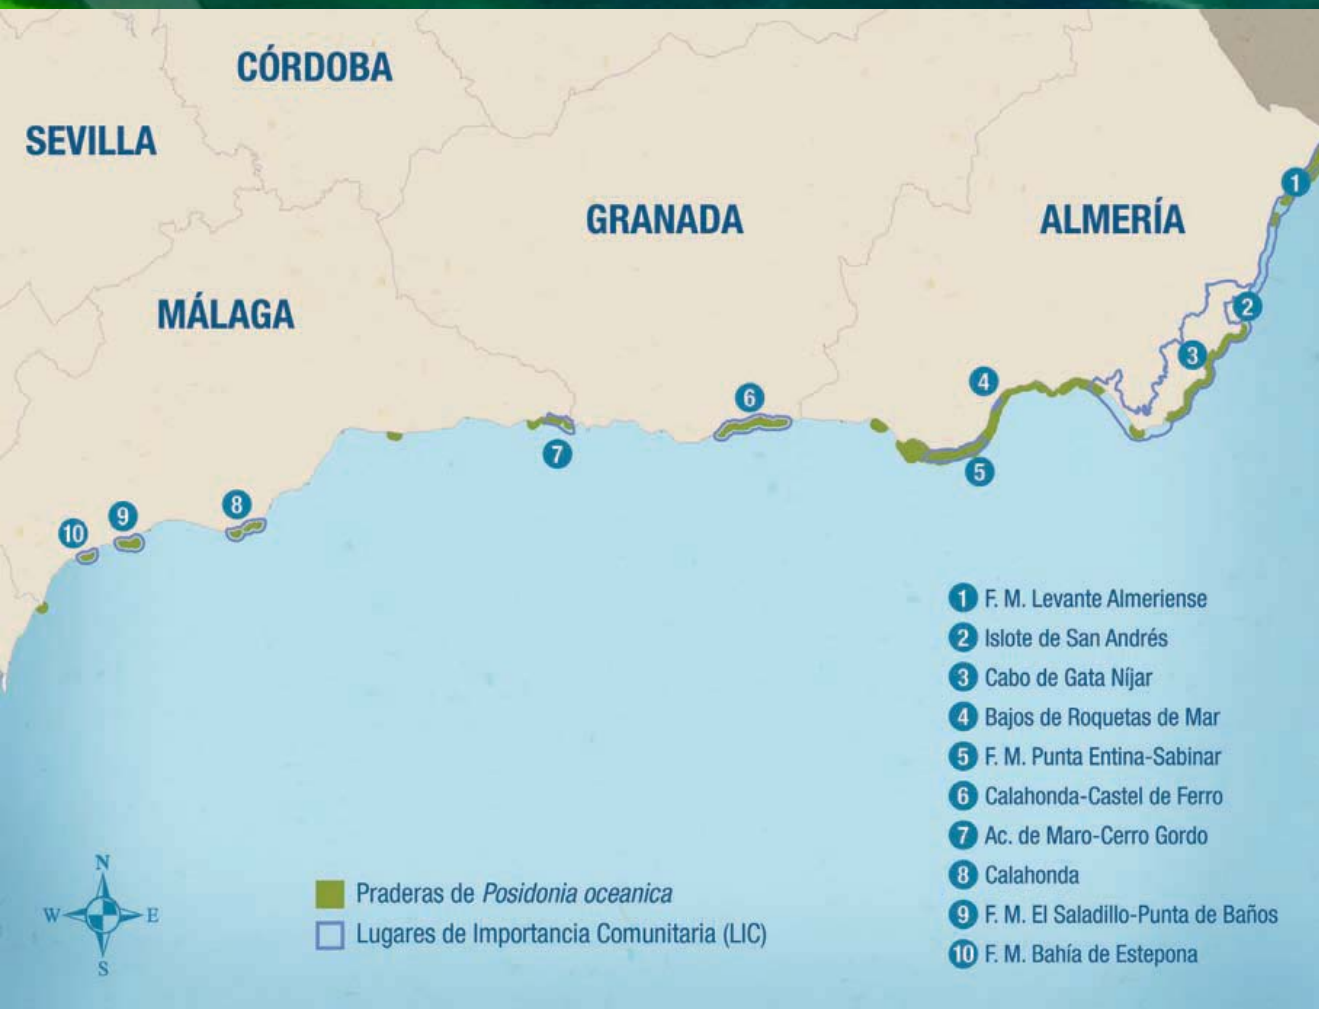 CÓRDOBA
SEVILLA
GRANADA
ALMERÍA
MÁLAGA
1
2
3
4
5
6
7
8
9
10
1 F. M. Levante Almeriense
2 Islote de San Andrés
3 Cabo de Gata Níjar
4 Bajos de Roquetas de Mar
5 F. M. Punta Entina-Sabinar
6 Calahonda-Castel de Ferro
7 Ac. de Maro-Cerro Gordo
8 Calahonda
9 F. M. El Saladillo-Punta de Baños
10 F. M. Bahía de Estepona
N
W E
S
Praderas de Posidonia oceanica
Lugares de Importancia Comunitaria (LIC)